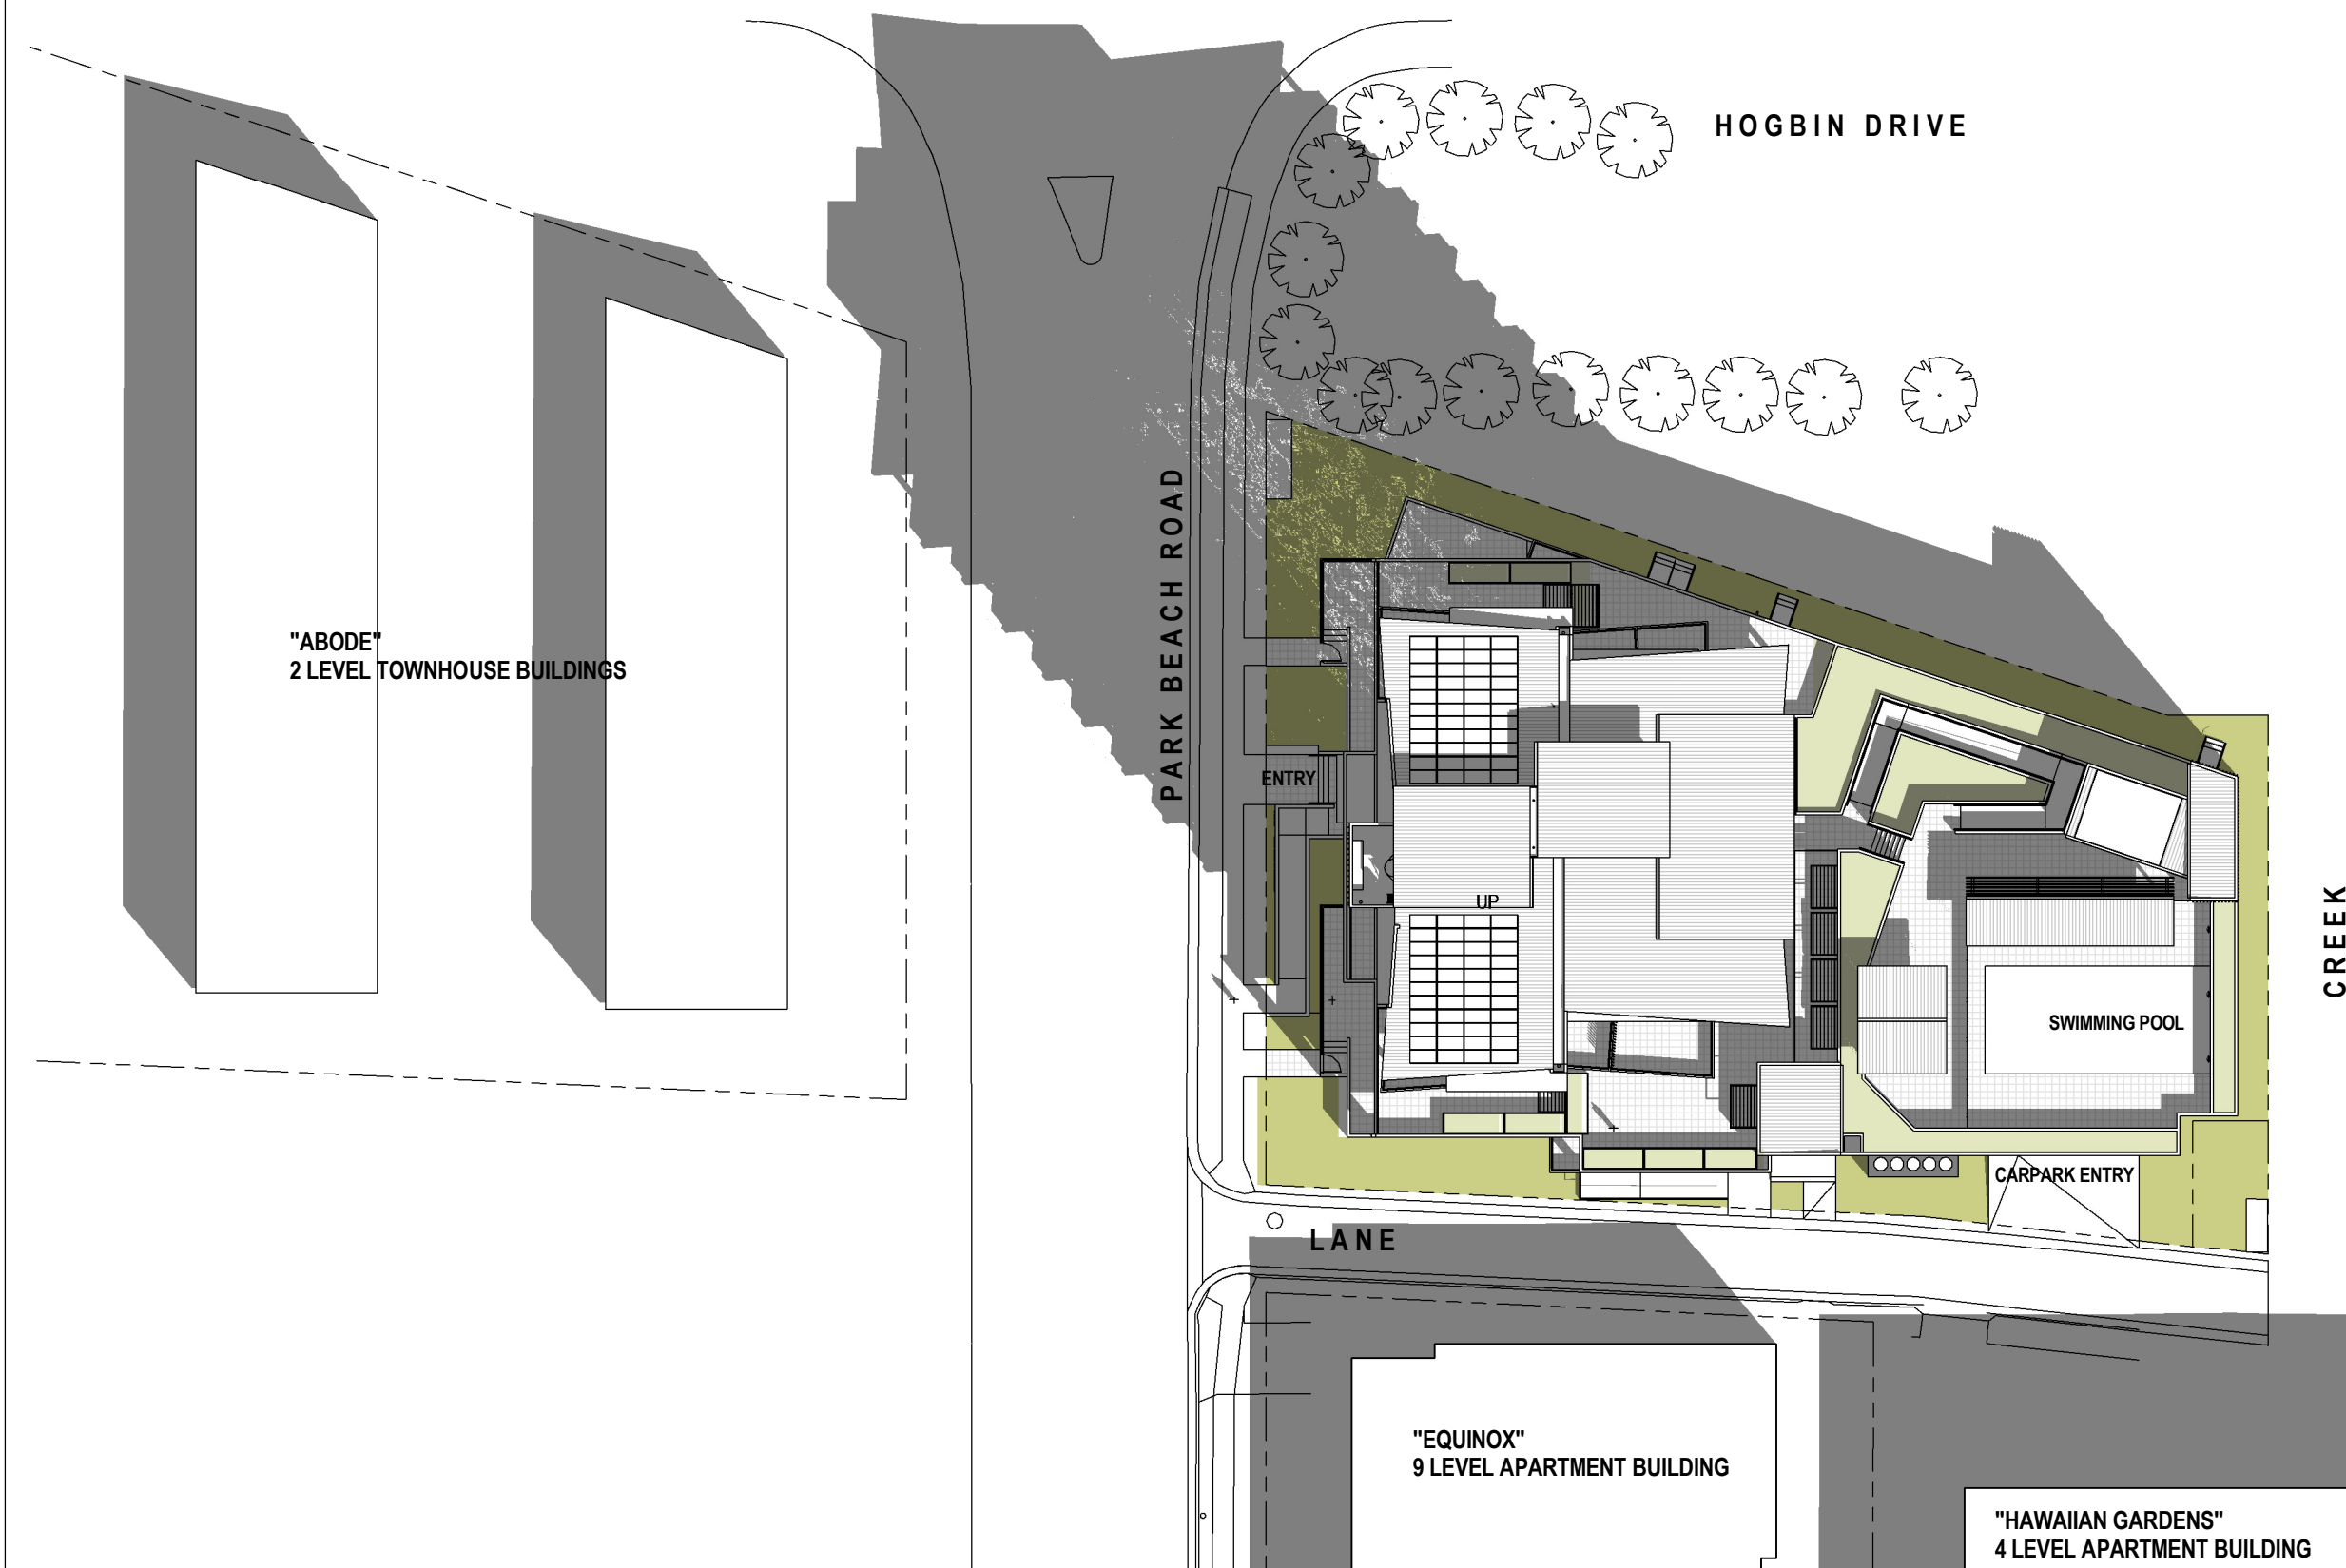 HOGBIN DRIVE
PARK BEACH ROAD
"ABODE"
2 LEVEL TOWNHOUSE BUILDINGS
ENTRY
UP
CREEK
SWIMMING POOL
CARPARK ENTRY
LANE
"EQUINOX"
9 LEVEL APARTMENT BUILDING
"HAWAIIAN GARDENS"
4 LEVEL APARTMENT BUILDING